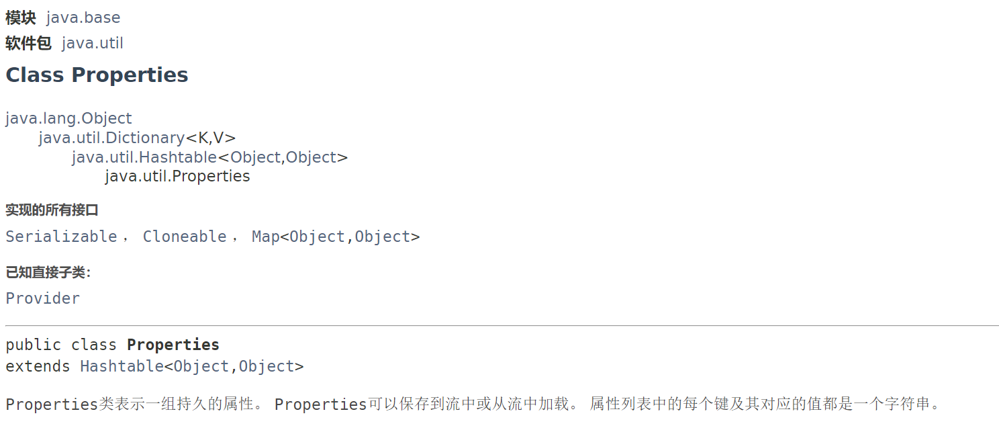 模块 java.base
软件包 java.util
Class Properties
java.lang.Object
java.util.Dictionary<K,V>
java.util.Hashtable<Object,Object>
java.util.Properties
实现的所有接口
Serializable ， Cloneable ， Map<Object,Object>
已知直接子类：
Provider
public class Properties
extends Hashtable<Object,Object>
Properties类表示一组持久的属性。 Properties可以保存到流中或从流中加载。 属性列表中的每个键及其对应的值都是一个字符串。